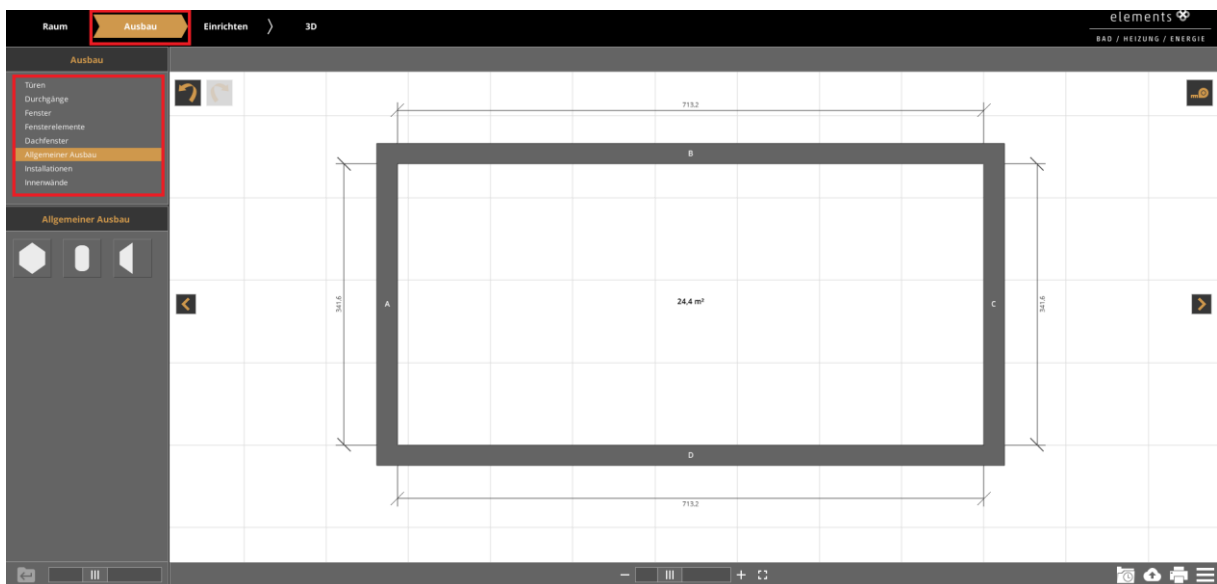 Raum Ausbau Einrichten 3D
elements
BAD / HEIZUNG / ENERGIE
Ausbau
Türen
Durchgänge
Fenster
Fensterelemente
Dachfenster
Allgemeiner Ausbau
Installationen
Innenwände
Allgemeiner Ausbau
713,2
B
341,6
A
24,4 m²
C
341,6
D
713,2